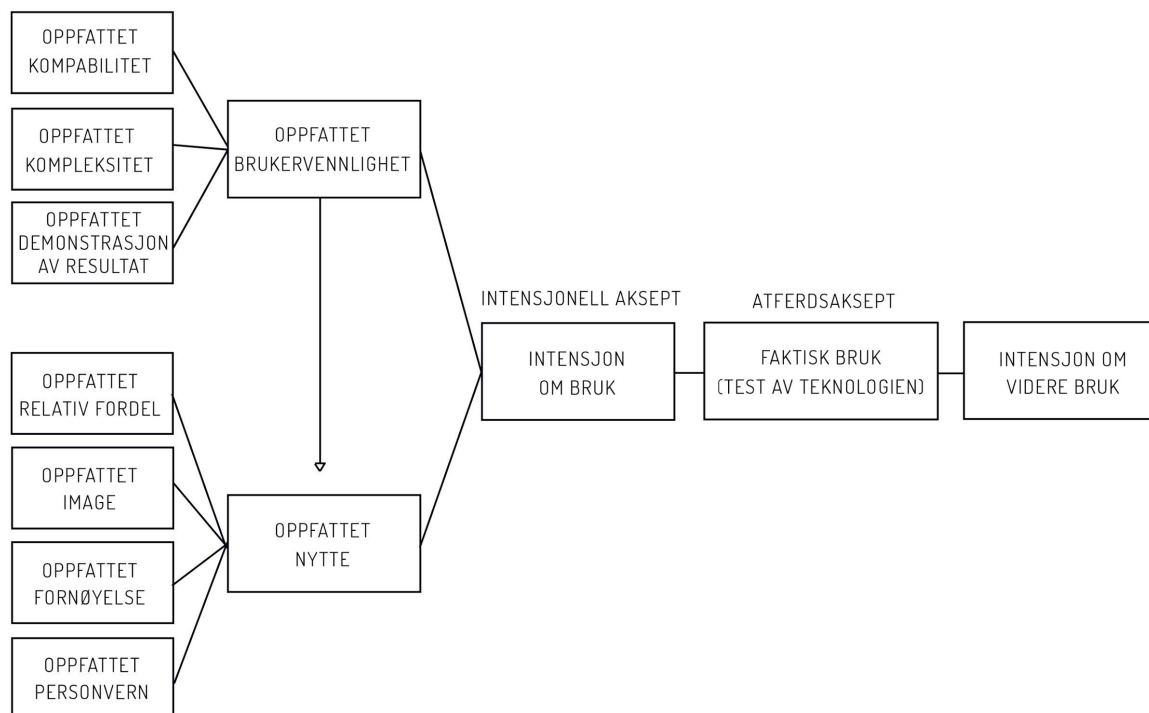 OPPFATTET
KOMPABILITET
OPPFATTET
KOMPLEKSITET
OPPFATTET
DEMONSTRASJON
AV RESULTAT
OPPFATTET
BRUKERVENNLIGHET
OPPFATTET
RELATIV FORDEL
OPPFATTET
IMAGE
OPPFATTET
FORNØYELSE
OPPFATTET
PERSONVERN
OPPFATTET
NYTTE
INTENSJONELL AKSEPT
INTENSJON
OM BRUK
ATFERDSAKSEPT
FAKTISK BRUK
(TEST AV TEKNOLOGIEN)
INTENSJON OM
VIDERE BRUK